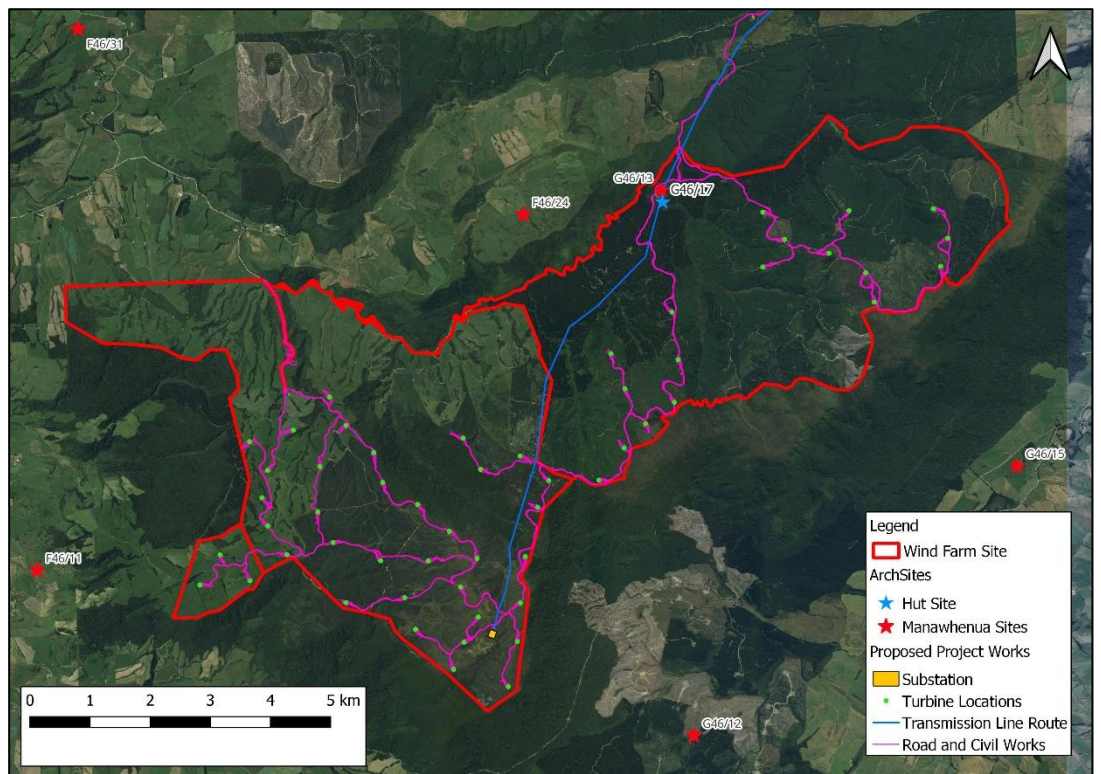 F46/31
G46/13
G46/17
F46/24
G46/15
F46/11
G46/12
0 1 2 3 4 5 km
Legend
Wind Farm Site
ArchSites
Hut Site
Manawhenua Sites
Proposed Project Works
Substation
Turbine Locations
Transmission Line Route
Road and Civil Works